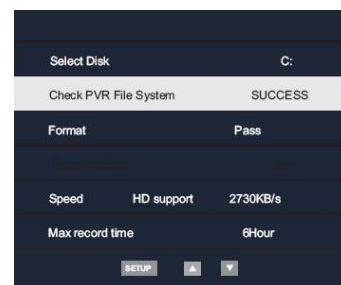 Select Disk C:
Check PVR File System SUCCESS
Format Pass
Speed HD support 2730KB/s
Max record time 6Hour
SETUP